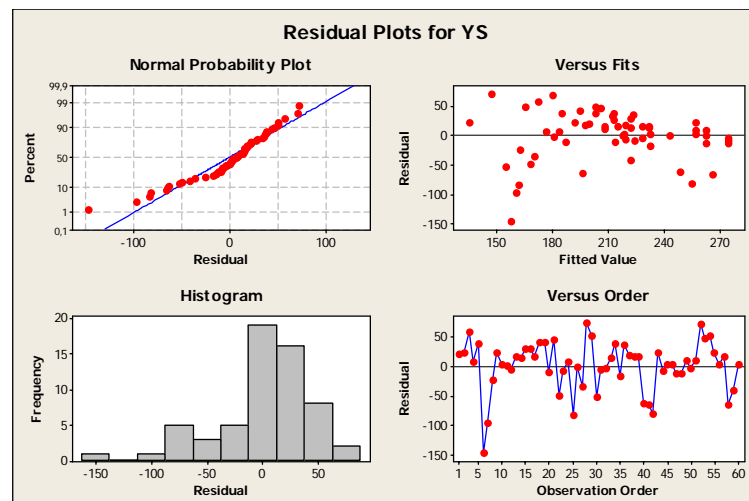 Residual Plots for YS
Normal Probability Plot
99,9
99
90
50
10
1
0,1
Percent
-100 0 100
Residual
Versus Fits
50
0
-50
-100
-150
Residual
150 180 210 240 270
Fitted Value
Histogram
20
15
10
5
0
Frequency
-150 -100 -50 0 50
Residual
Versus Order
50
0
-50
-100
-150
Residual
1 5 10 15 20 25 30 35 40 45 50 55 60
Observation Order